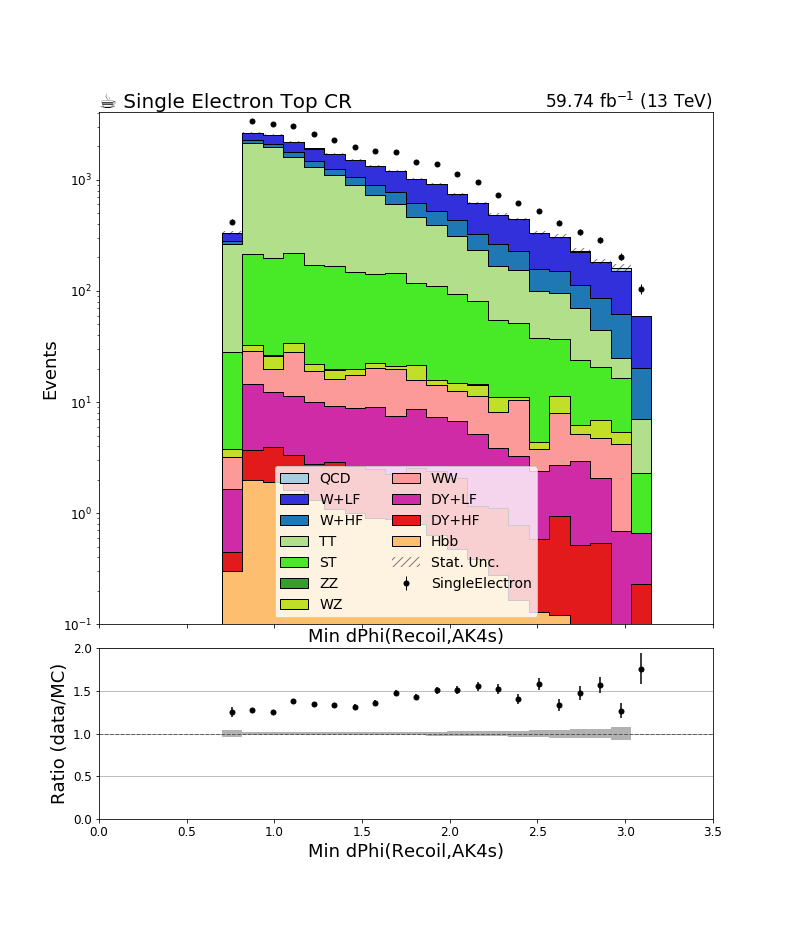 ☕ Single Electron Top CR 59.74 fb⁻¹ (13 TeV)
Events
10³
10²
10¹
10⁰
10⁻¹
QCD WW
W+LF DY+LF
W+HF DY+HF
TT Hbb
ST Stat. Unc.
ZZ SingleElectron
WZ
Min dPhi(Recoil,AK4s)
Ratio (data/MC)
2.0
1.5
1.0
0.5
0.0
0.0 0.5 1.0 1.5 2.0 2.5 3.0 3.5
Min dPhi(Recoil,AK4s)